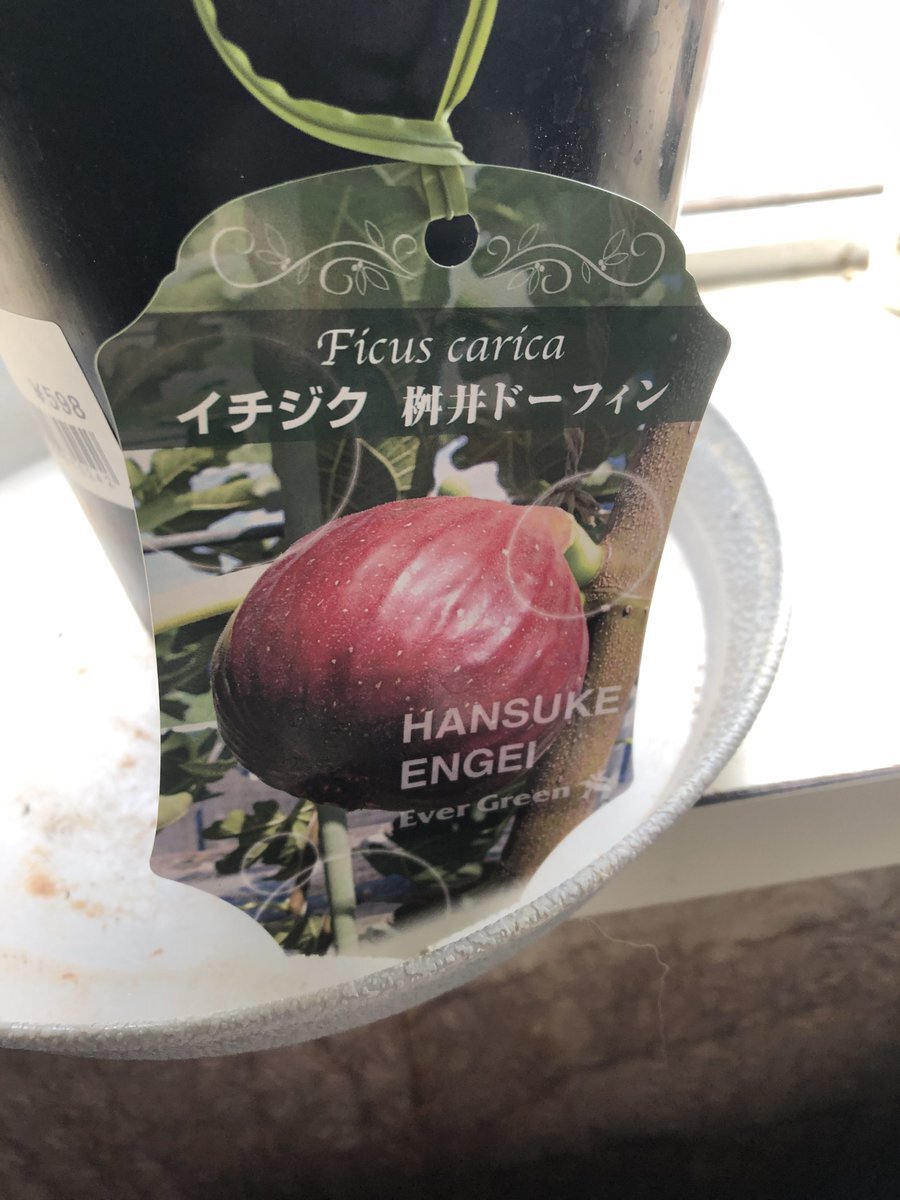 Ficus carica
イチジク 桝井ドーフィン
¥598
HANSUKE
ENGEI
Ever Green